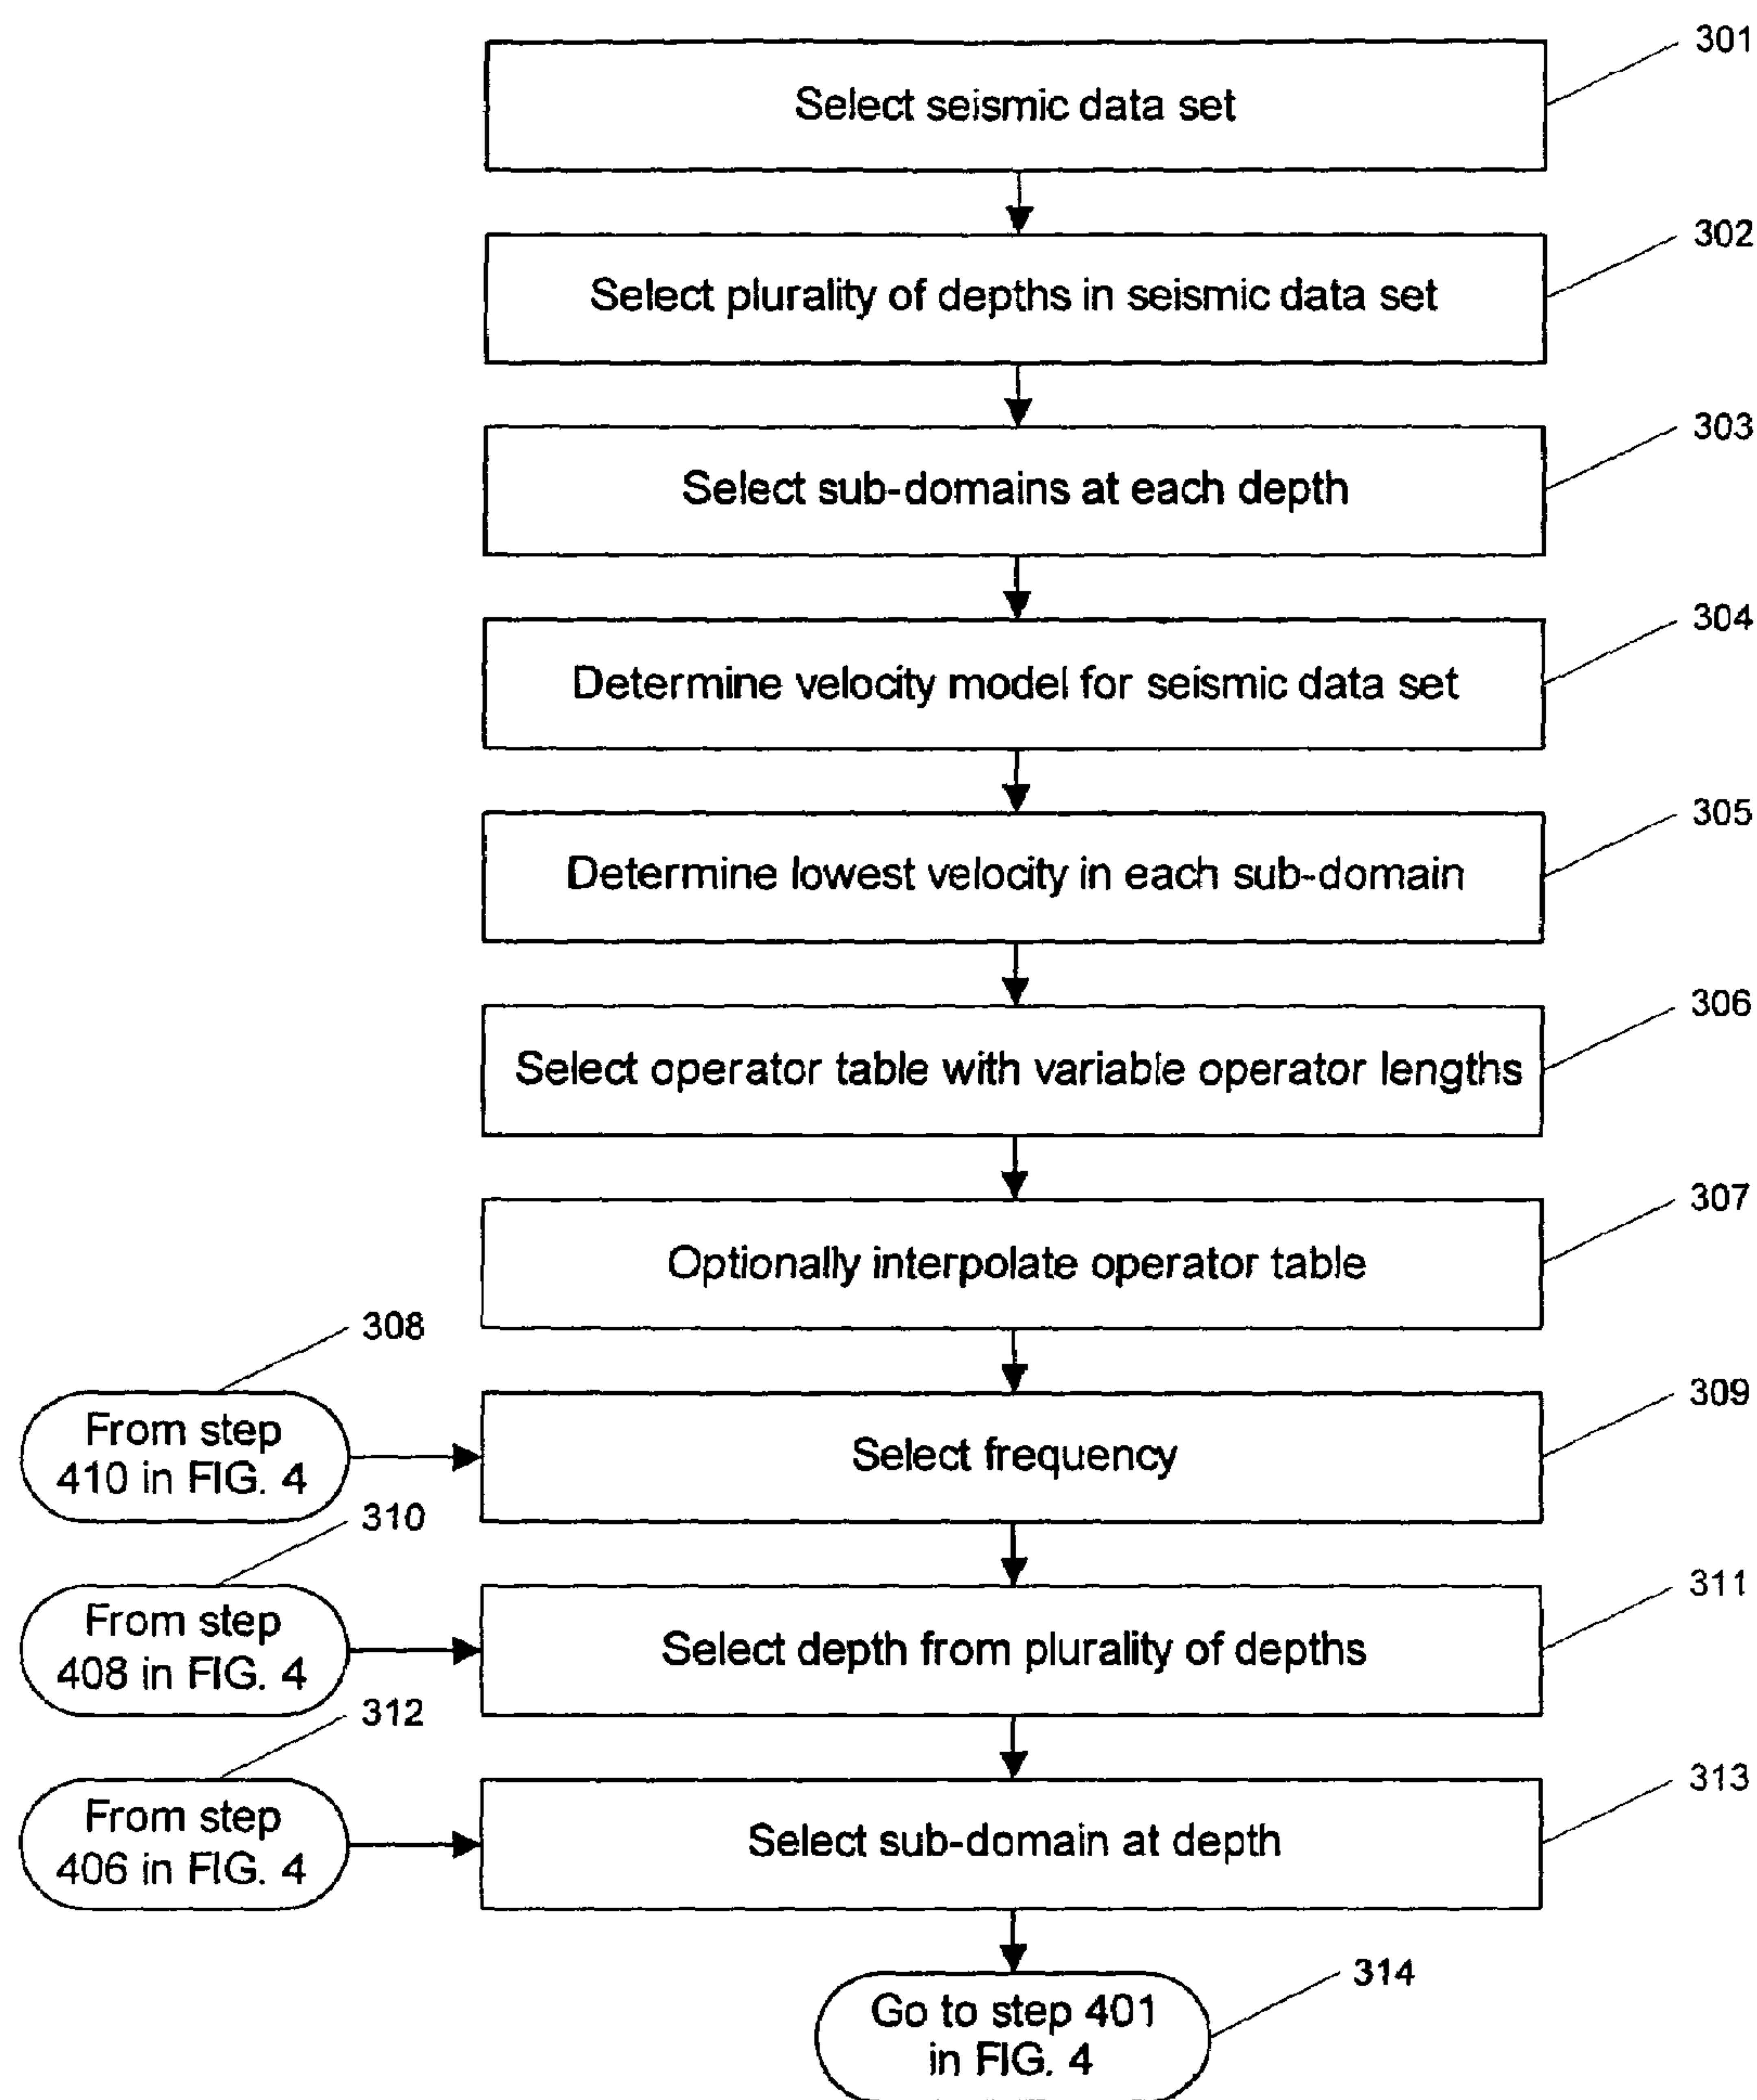 301
Select seismic data set
302
Select plurality of depths in seismic data set
303
Select sub-domains at each depth
304
Determine velocity model for seismic data set
305
Determine lowest velocity in each sub-domain
306
Select operator table with variable operator lengths
307
Optionally interpolate operator table
308
From step
410 in FIG. 4
309
Select frequency
310
From step
408 in FIG. 4
311
Select depth from plurality of depths
312
From step
406 in FIG. 4
313
Select sub-domain at depth
314
Go to step 401
in FIG. 4